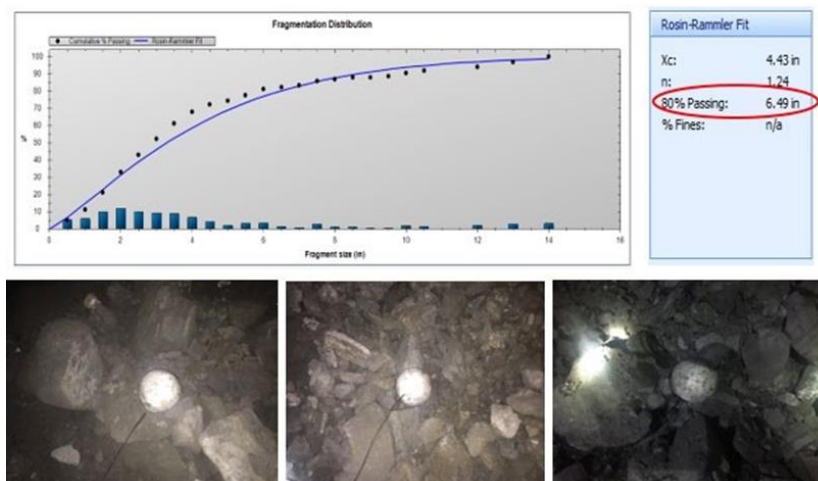 Fragmentation Distribution
Cumulative % Passing Rosin-Rammler Fit
100
90
80
70
60
50
40
30
20
10
0
%
0 2 4 6 8 10 12 14 16
Fragment size (in)
Rosin-Rammler Fit
Xc: 4.43 in
n: 1.24
80% Passing: 6.49 in
% Fines: n/a